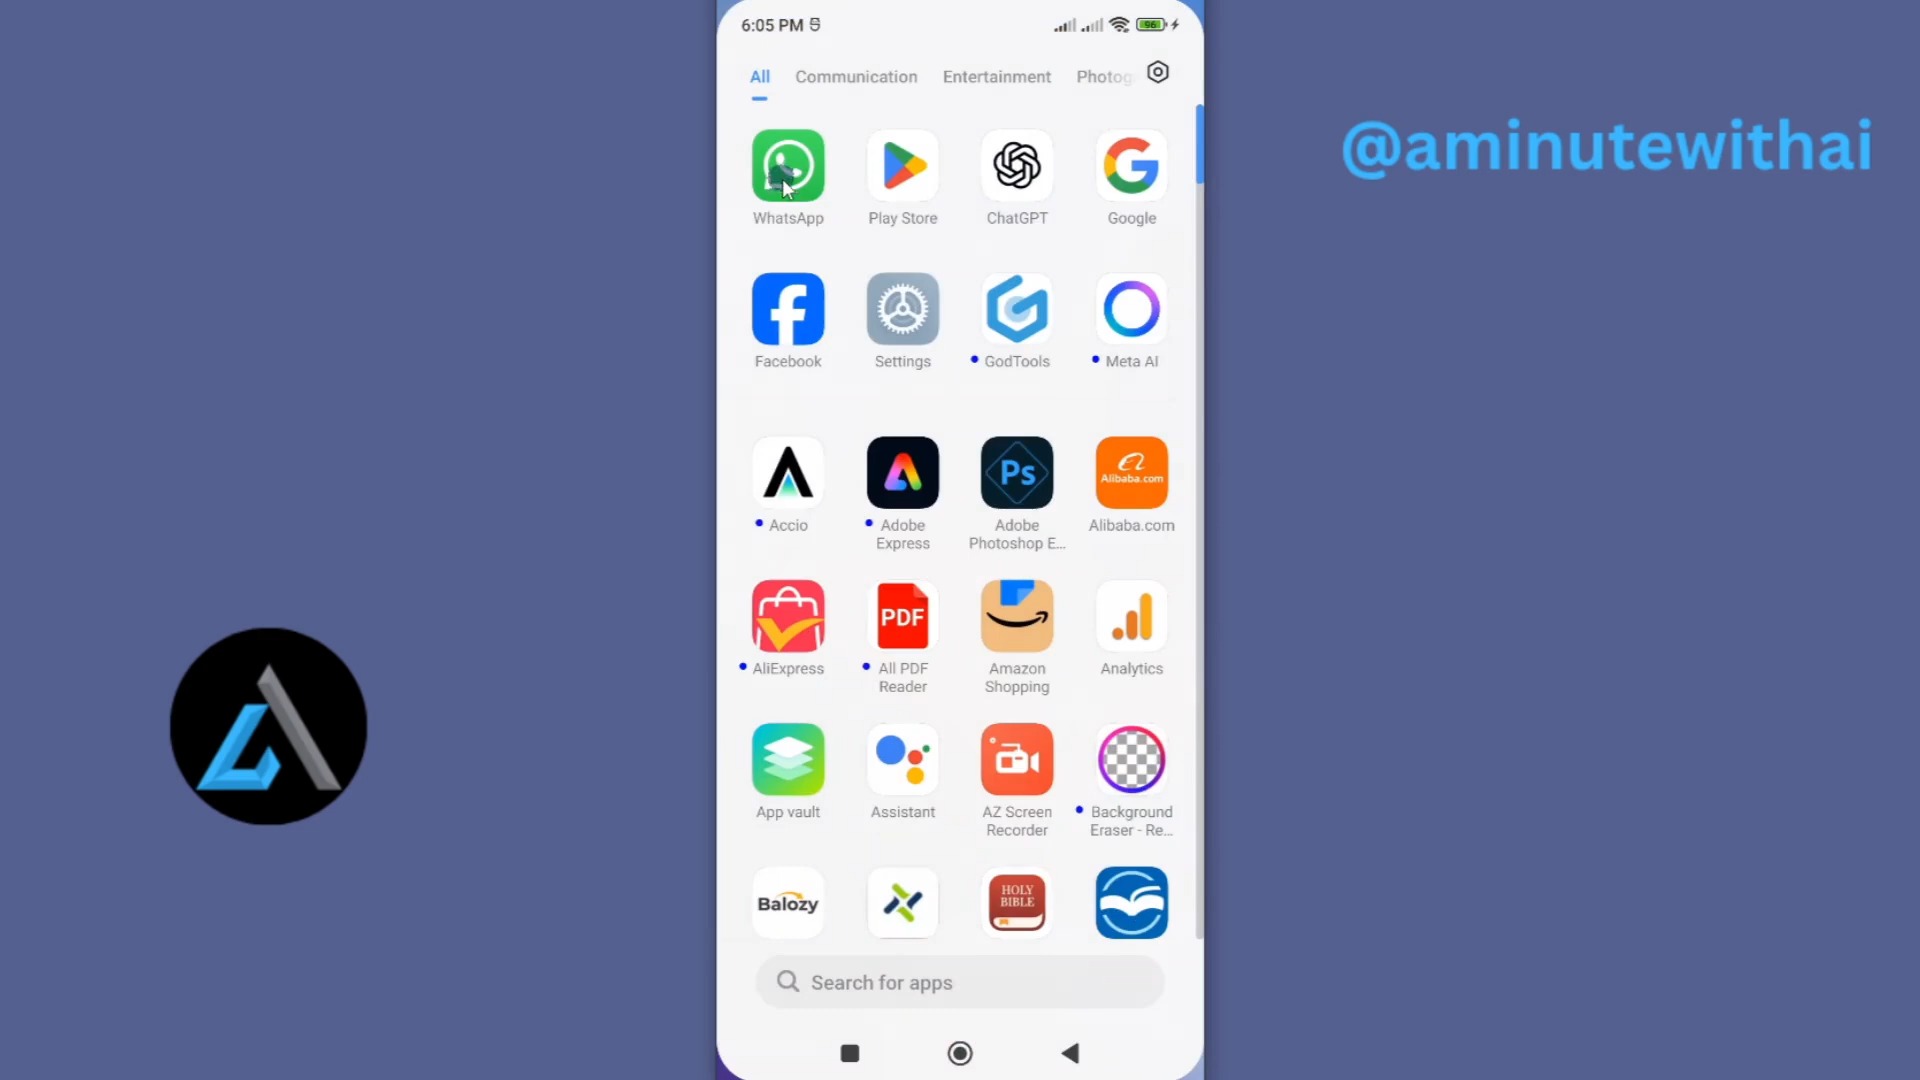 6:05 PM
96
All Communication Entertainment Photog
@aminutewithai
WhatsApp Play Store ChatGPT Google
Facebook Settings GodTools Meta AI
Ps
Alibaba.com
Accio Adobe Express Adobe Photoshop E... Alibaba.com
PDF
AliExpress All PDF Reader Amazon Shopping Analytics
App vault Assistant AZ Screen Recorder Background Eraser - Re...
Balozy
HOLY
BIBLE
Search for apps